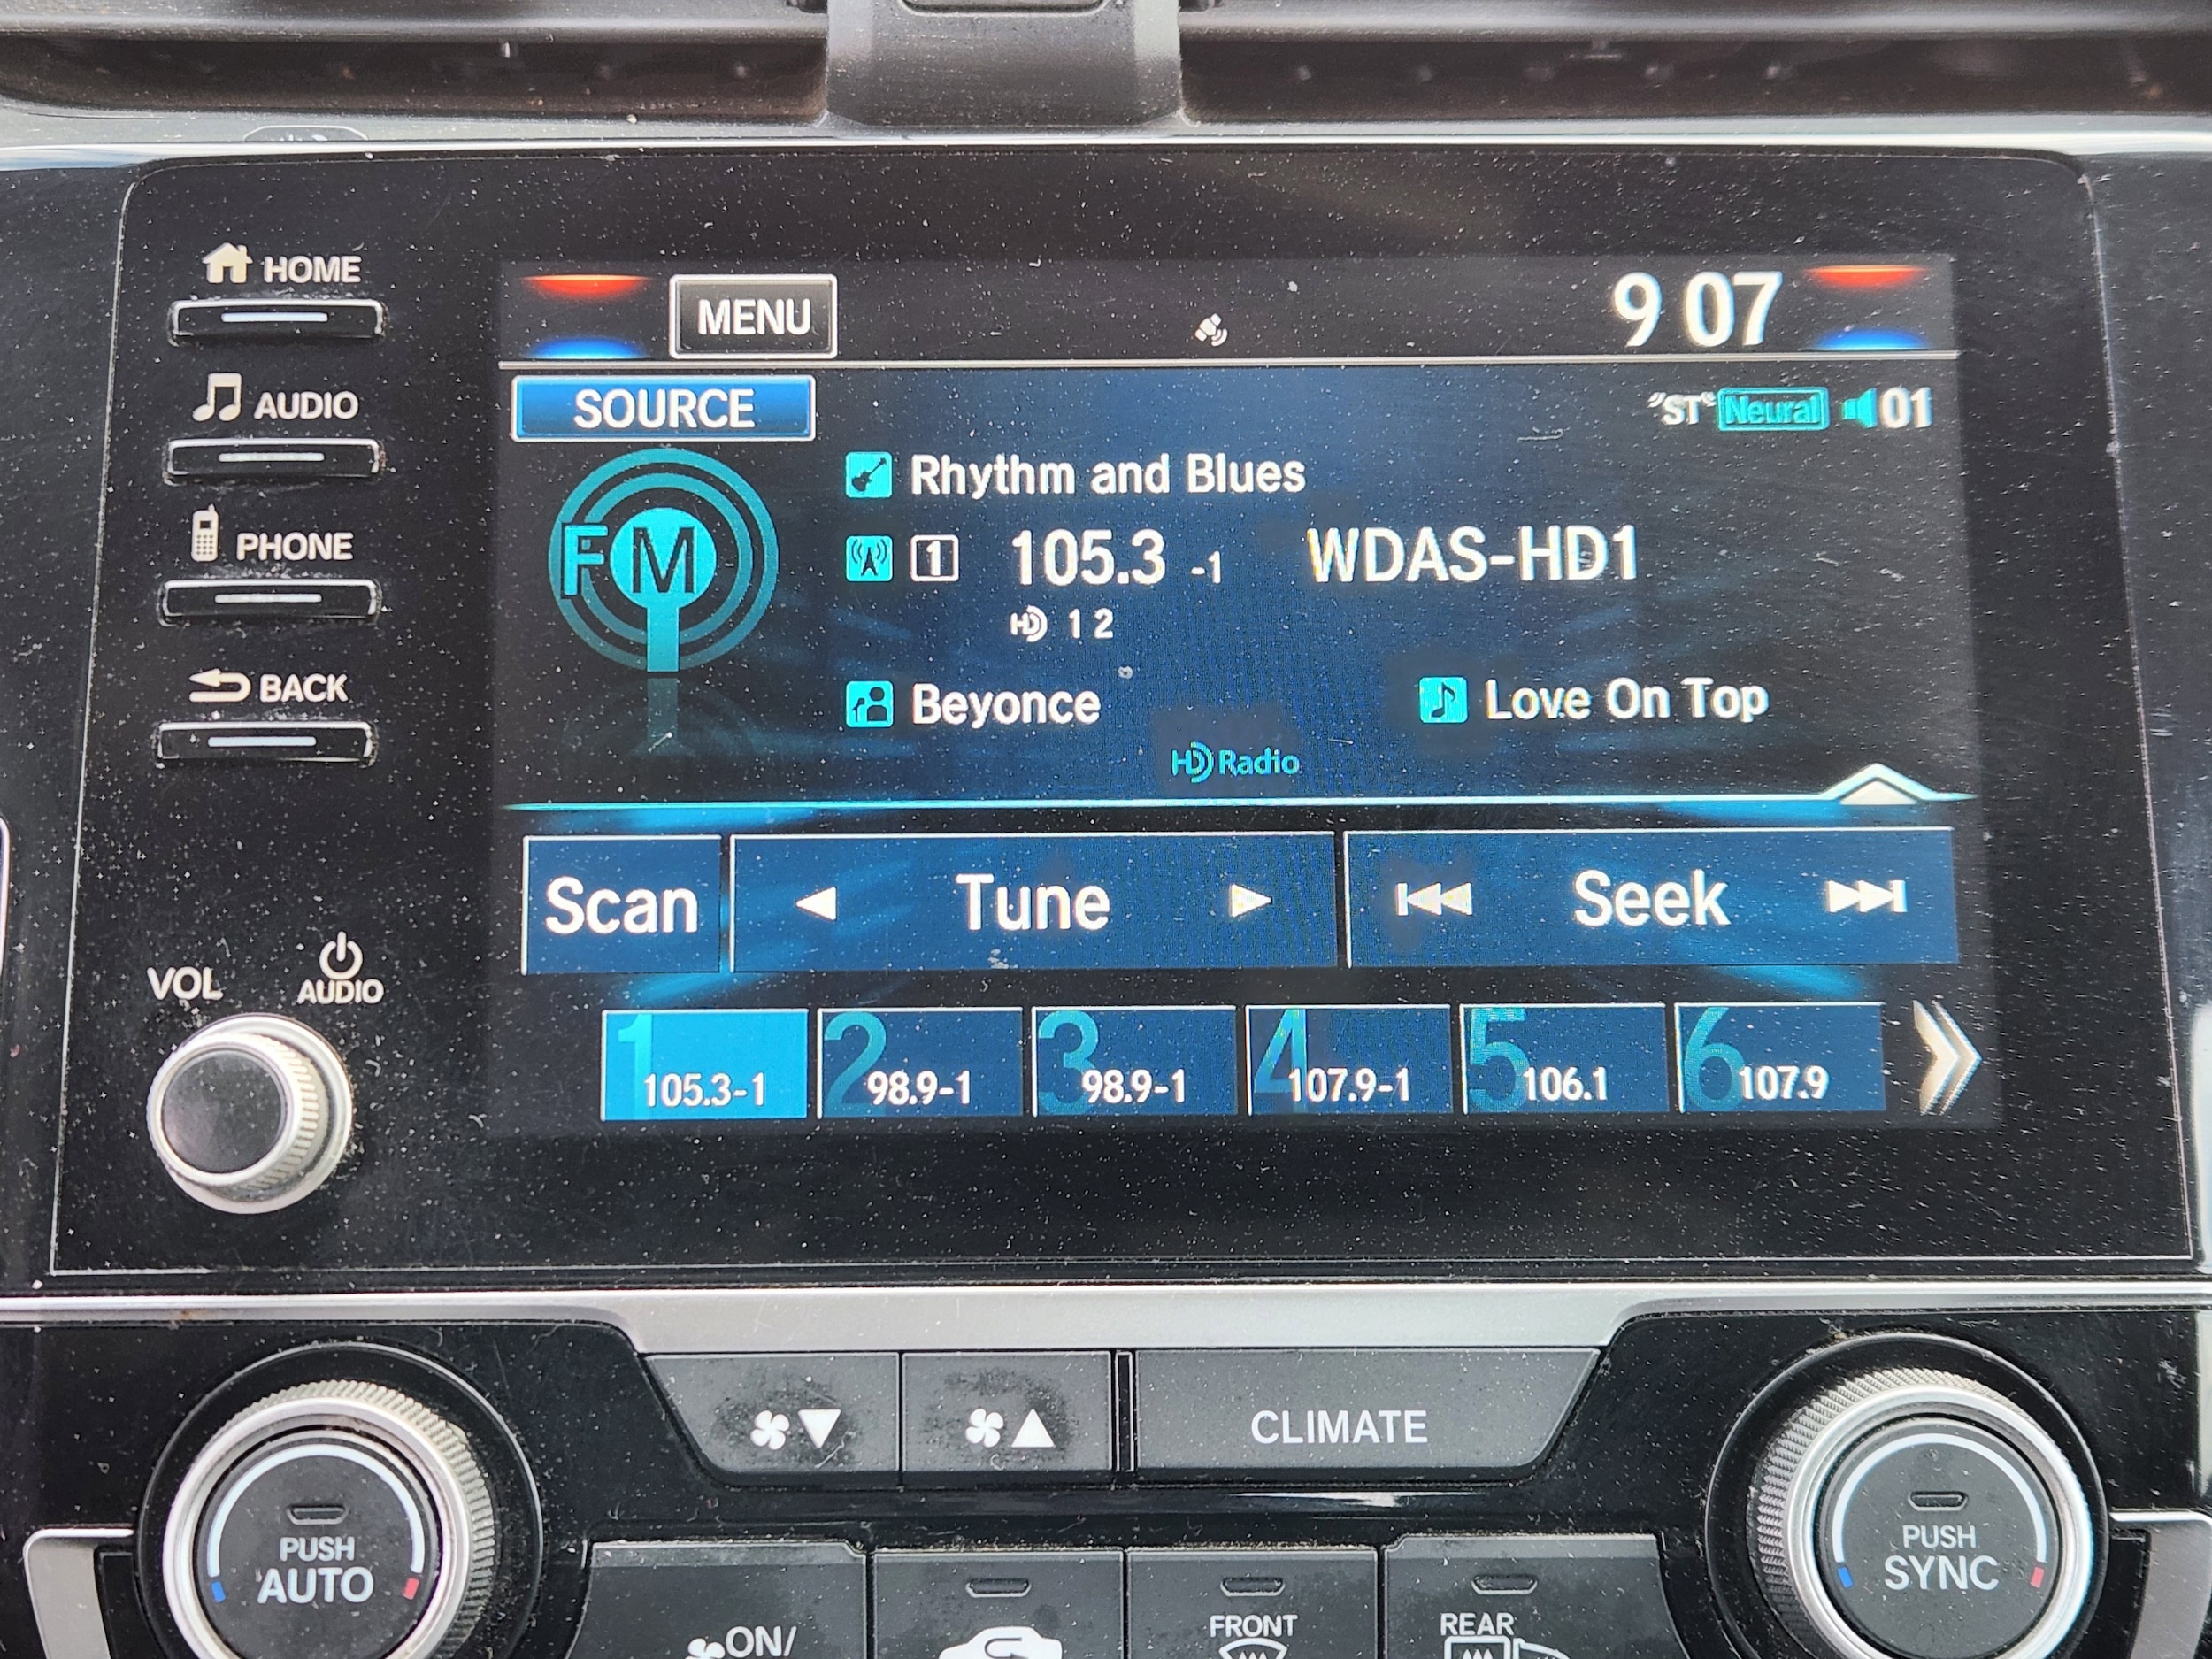 HOME
MENU
9 07
AUDIO
SOURCE
"ST" Neural 01
FM
Rhythm and Blues
PHONE
1 105.3 -1 WDAS-HD1
HD 1 2
BACK
Beyonce Love On Top
HD Radio
Scan Tune Seek
VOL AUDIO
1 105.3-1
2 98.9-1
3 98.9-1
4 107.9-1
5 106.1
6 107.9
CLIMATE
PUSH
AUTO
PUSH
SYNC
ON/
FRONT
REAR